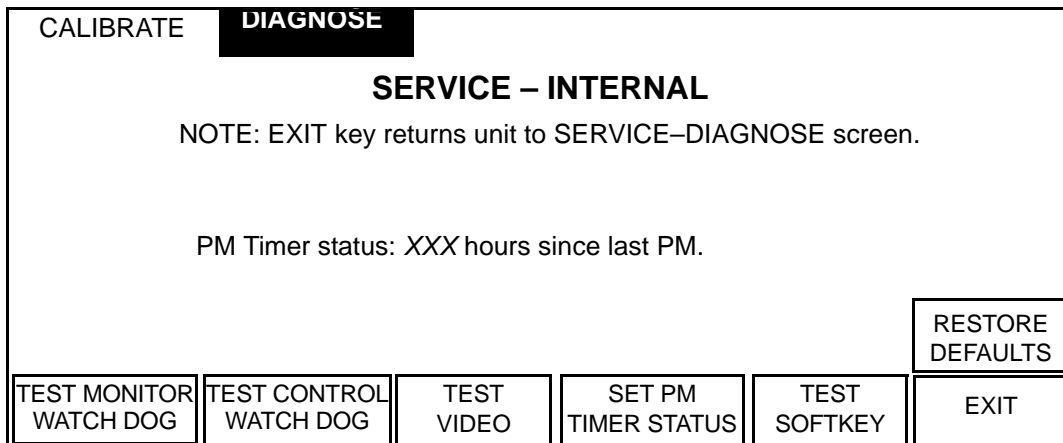 CALIBRATE DIAGNOSE
SERVICE – INTERNAL
NOTE: EXIT key returns unit to SERVICE–DIAGNOSE screen.
PM Timer status: XXX hours since last PM.
RESTORE
DEFAULTS
TEST MONITOR
WATCH DOG
TEST CONTROL
WATCH DOG
TEST
VIDEO
SET PM
TIMER STATUS
TEST
SOFTKEY
EXIT